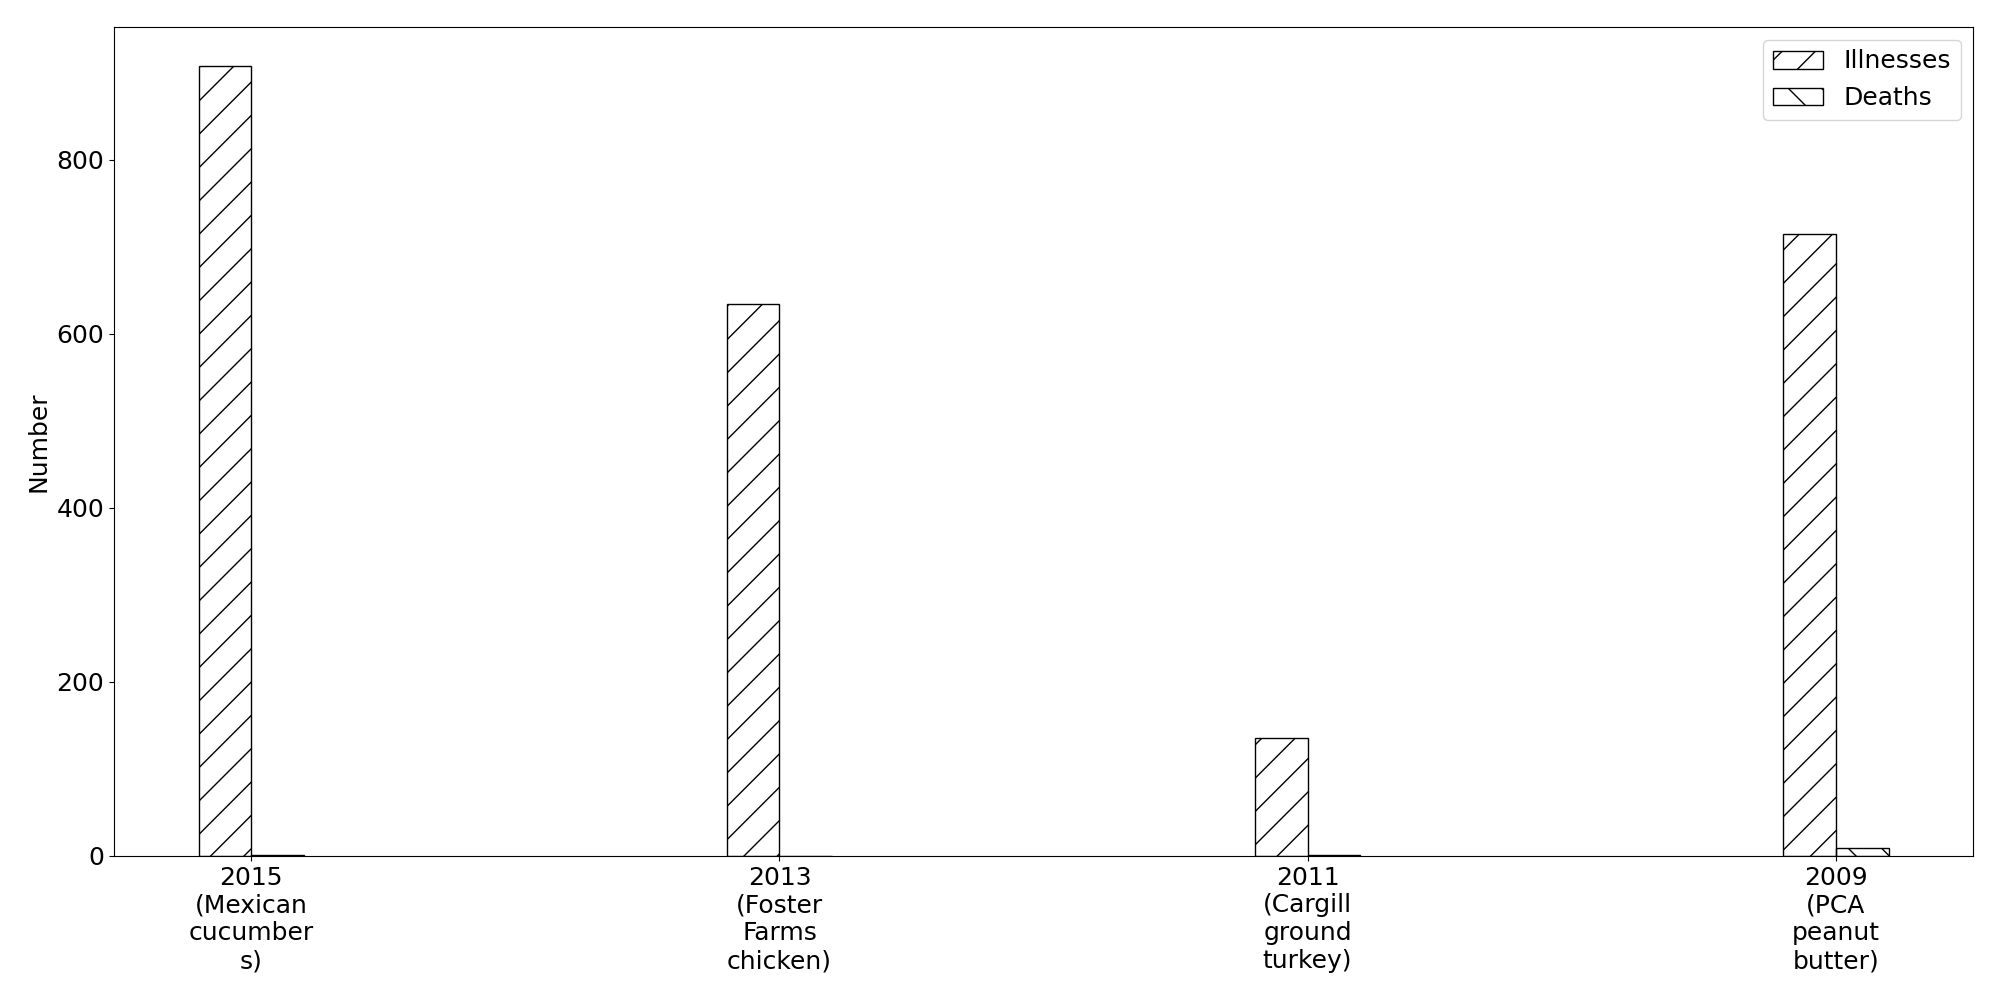 Illnesses
Deaths
800
600
400
200
0
Number
2015
(Mexican
cucumber
s)
2013
(Foster
Farms
chicken)
2011
(Cargill
ground
turkey)
2009
(PCA
peanut
butter)